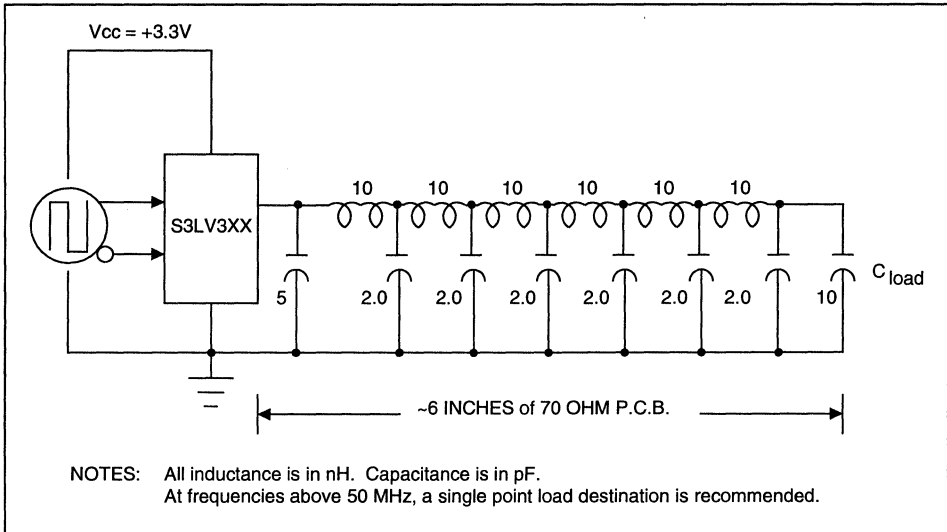 Vcc = +3.3V
10 10 10 10 10 10
S3LV3XX
Cload
5 2.0 2.0 2.0 2.0 2.0 2.0 10
~6 INCHES of 70 OHM P.C.B.
NOTES: All inductance is in nH. Capacitance is in pF.
At frequencies above 50 MHz, a single point load destination is recommended.